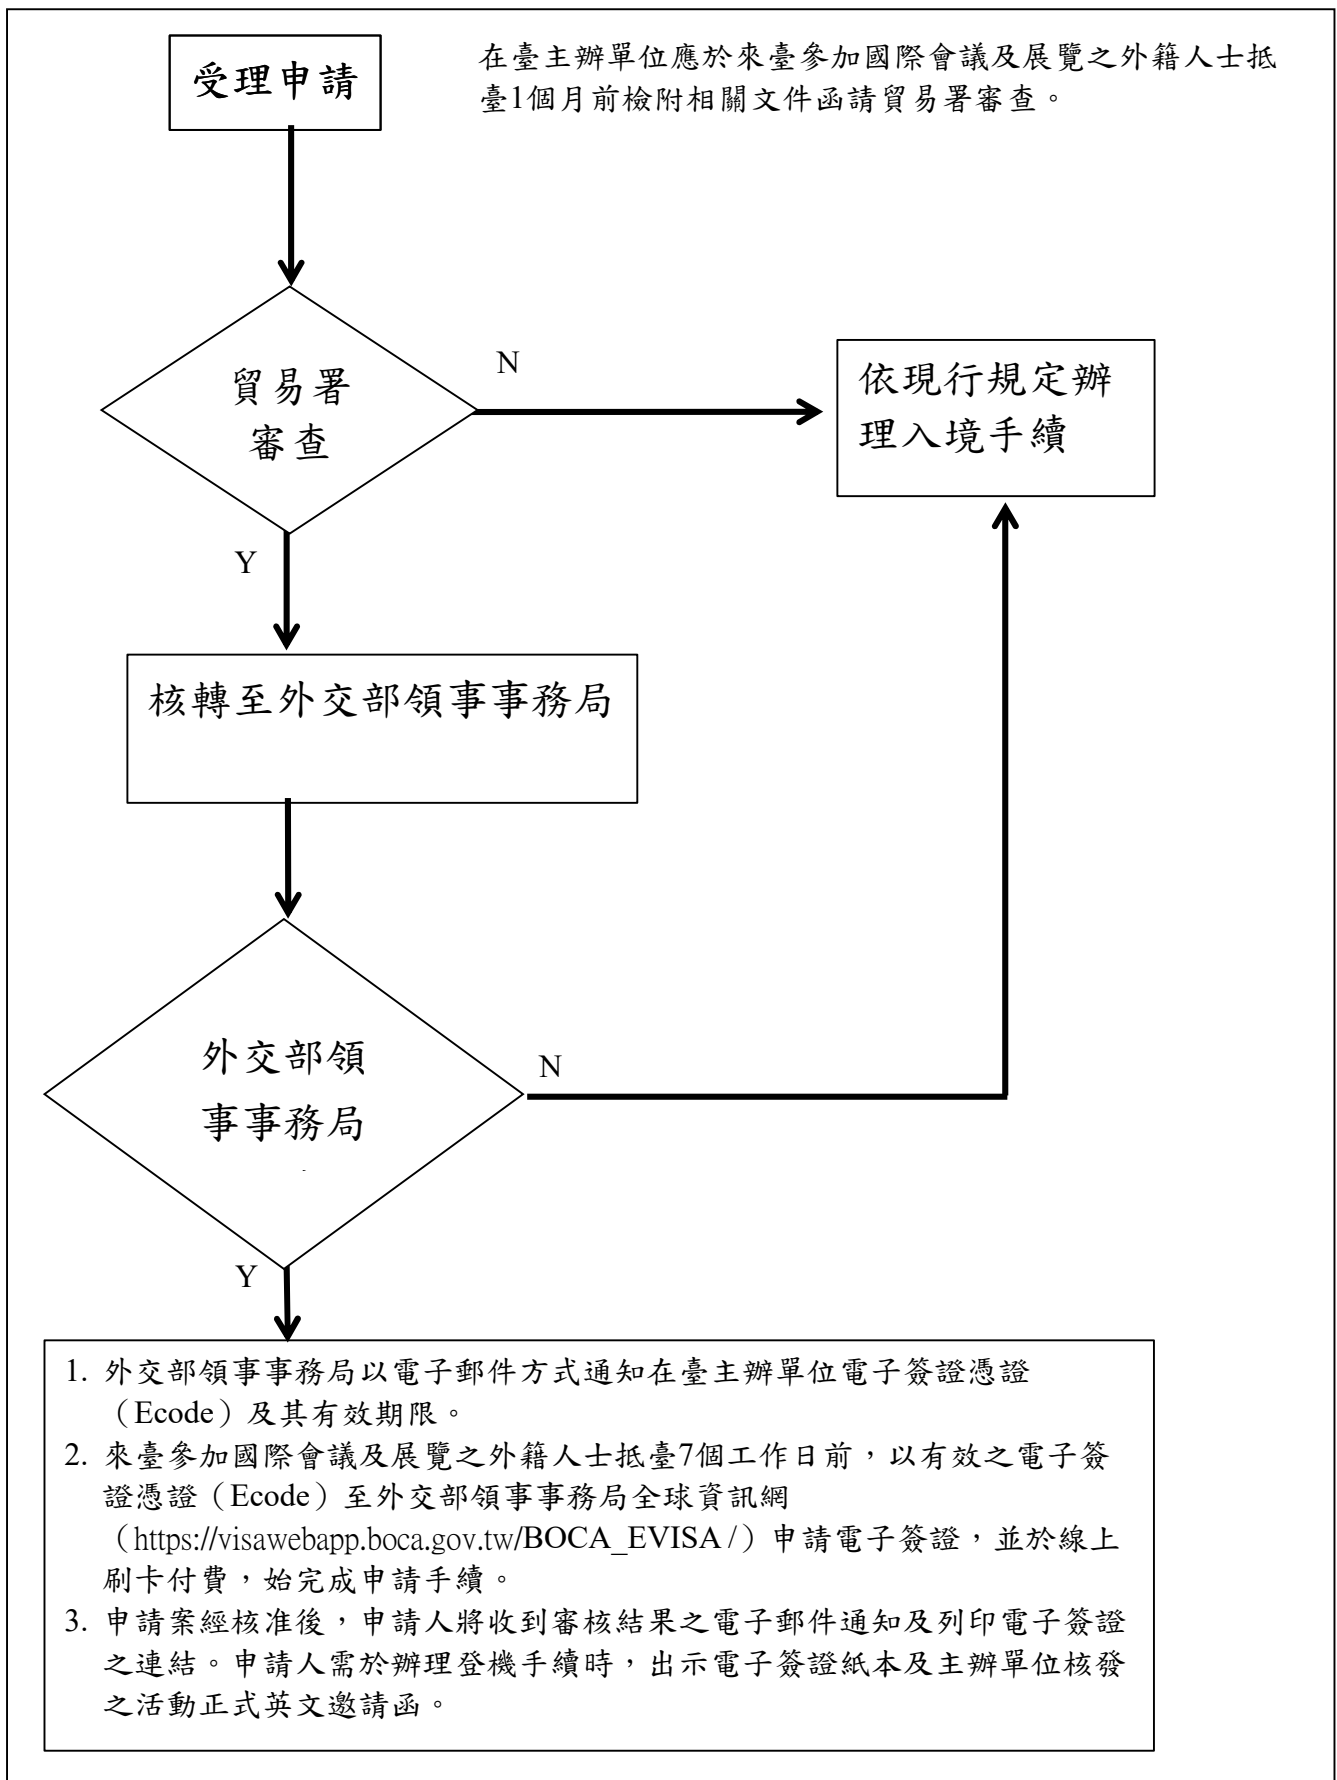 受理申請
在臺主辦單位應於來臺參加國際會議及展覽之外籍人士抵
臺1個月前檢附相關文件函請貿易署審查。
貿易署
審查
N
依現行規定辦
理入境手續
Y
核轉至外交部領事事務局
外交部領
事事務局
N
Y
1. 外交部領事事務局以電子郵件方式通知在臺主辦單位電子簽證憑證
（Ecode）及其有效期限。
2. 來臺參加國際會議及展覽之外籍人士抵臺7個工作日前，以有效之電子簽
證憑證（Ecode）至外交部領事事務局全球資訊網
（https://visawebapp.boca.gov.tw/BOCA_EVISA/）申請電子簽證，並於線上
刷卡付費，始完成申請手續。
3. 申請案經核准後，申請人將收到審核結果之電子郵件通知及列印電子簽證
之連結。申請人需於辦理登機手續時，出示電子簽證紙本及主辦單位核發
之活動正式英文邀請函。